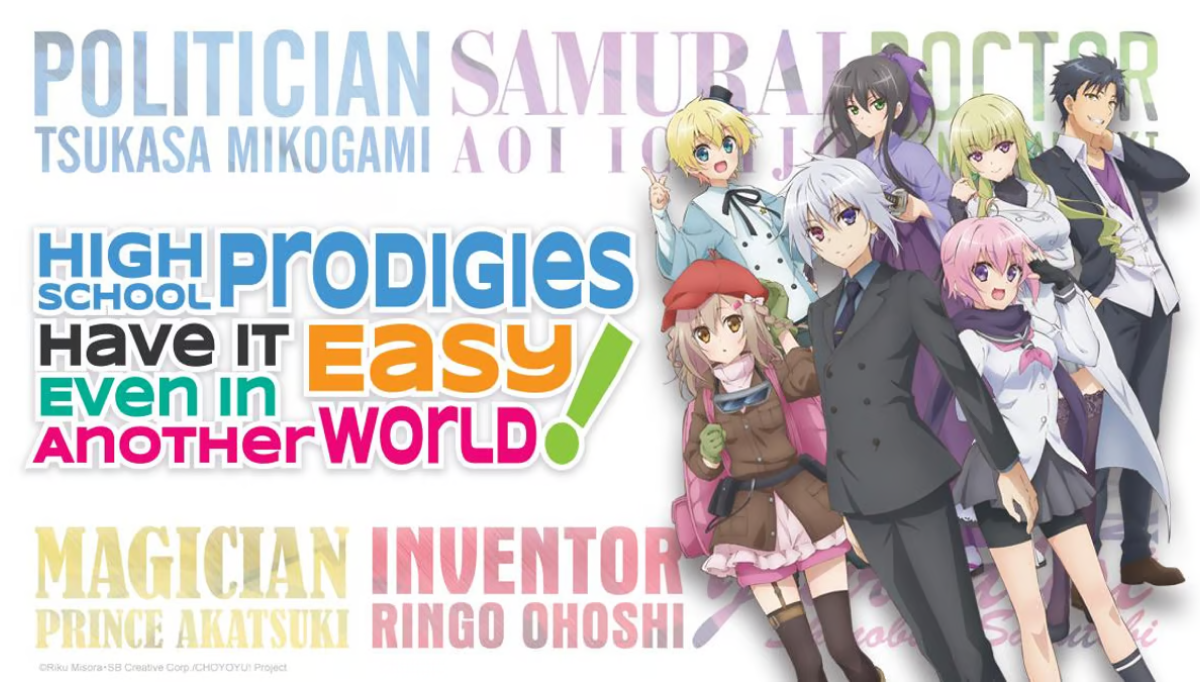 POLITICIAN
TSUKASA MIKOGAMI
SAMURAI
AOI
DOCTOR
HIGH SCHOOL PRODIGIES
HAVE IT EASY
EVEN IN
ANOTHER WORLD!
MAGICIAN
PRINCE AKATSUKI
INVENTOR
RINGO OHOSHI
©Riku Misora・SB Creative Corp./CHOYOYU! Project